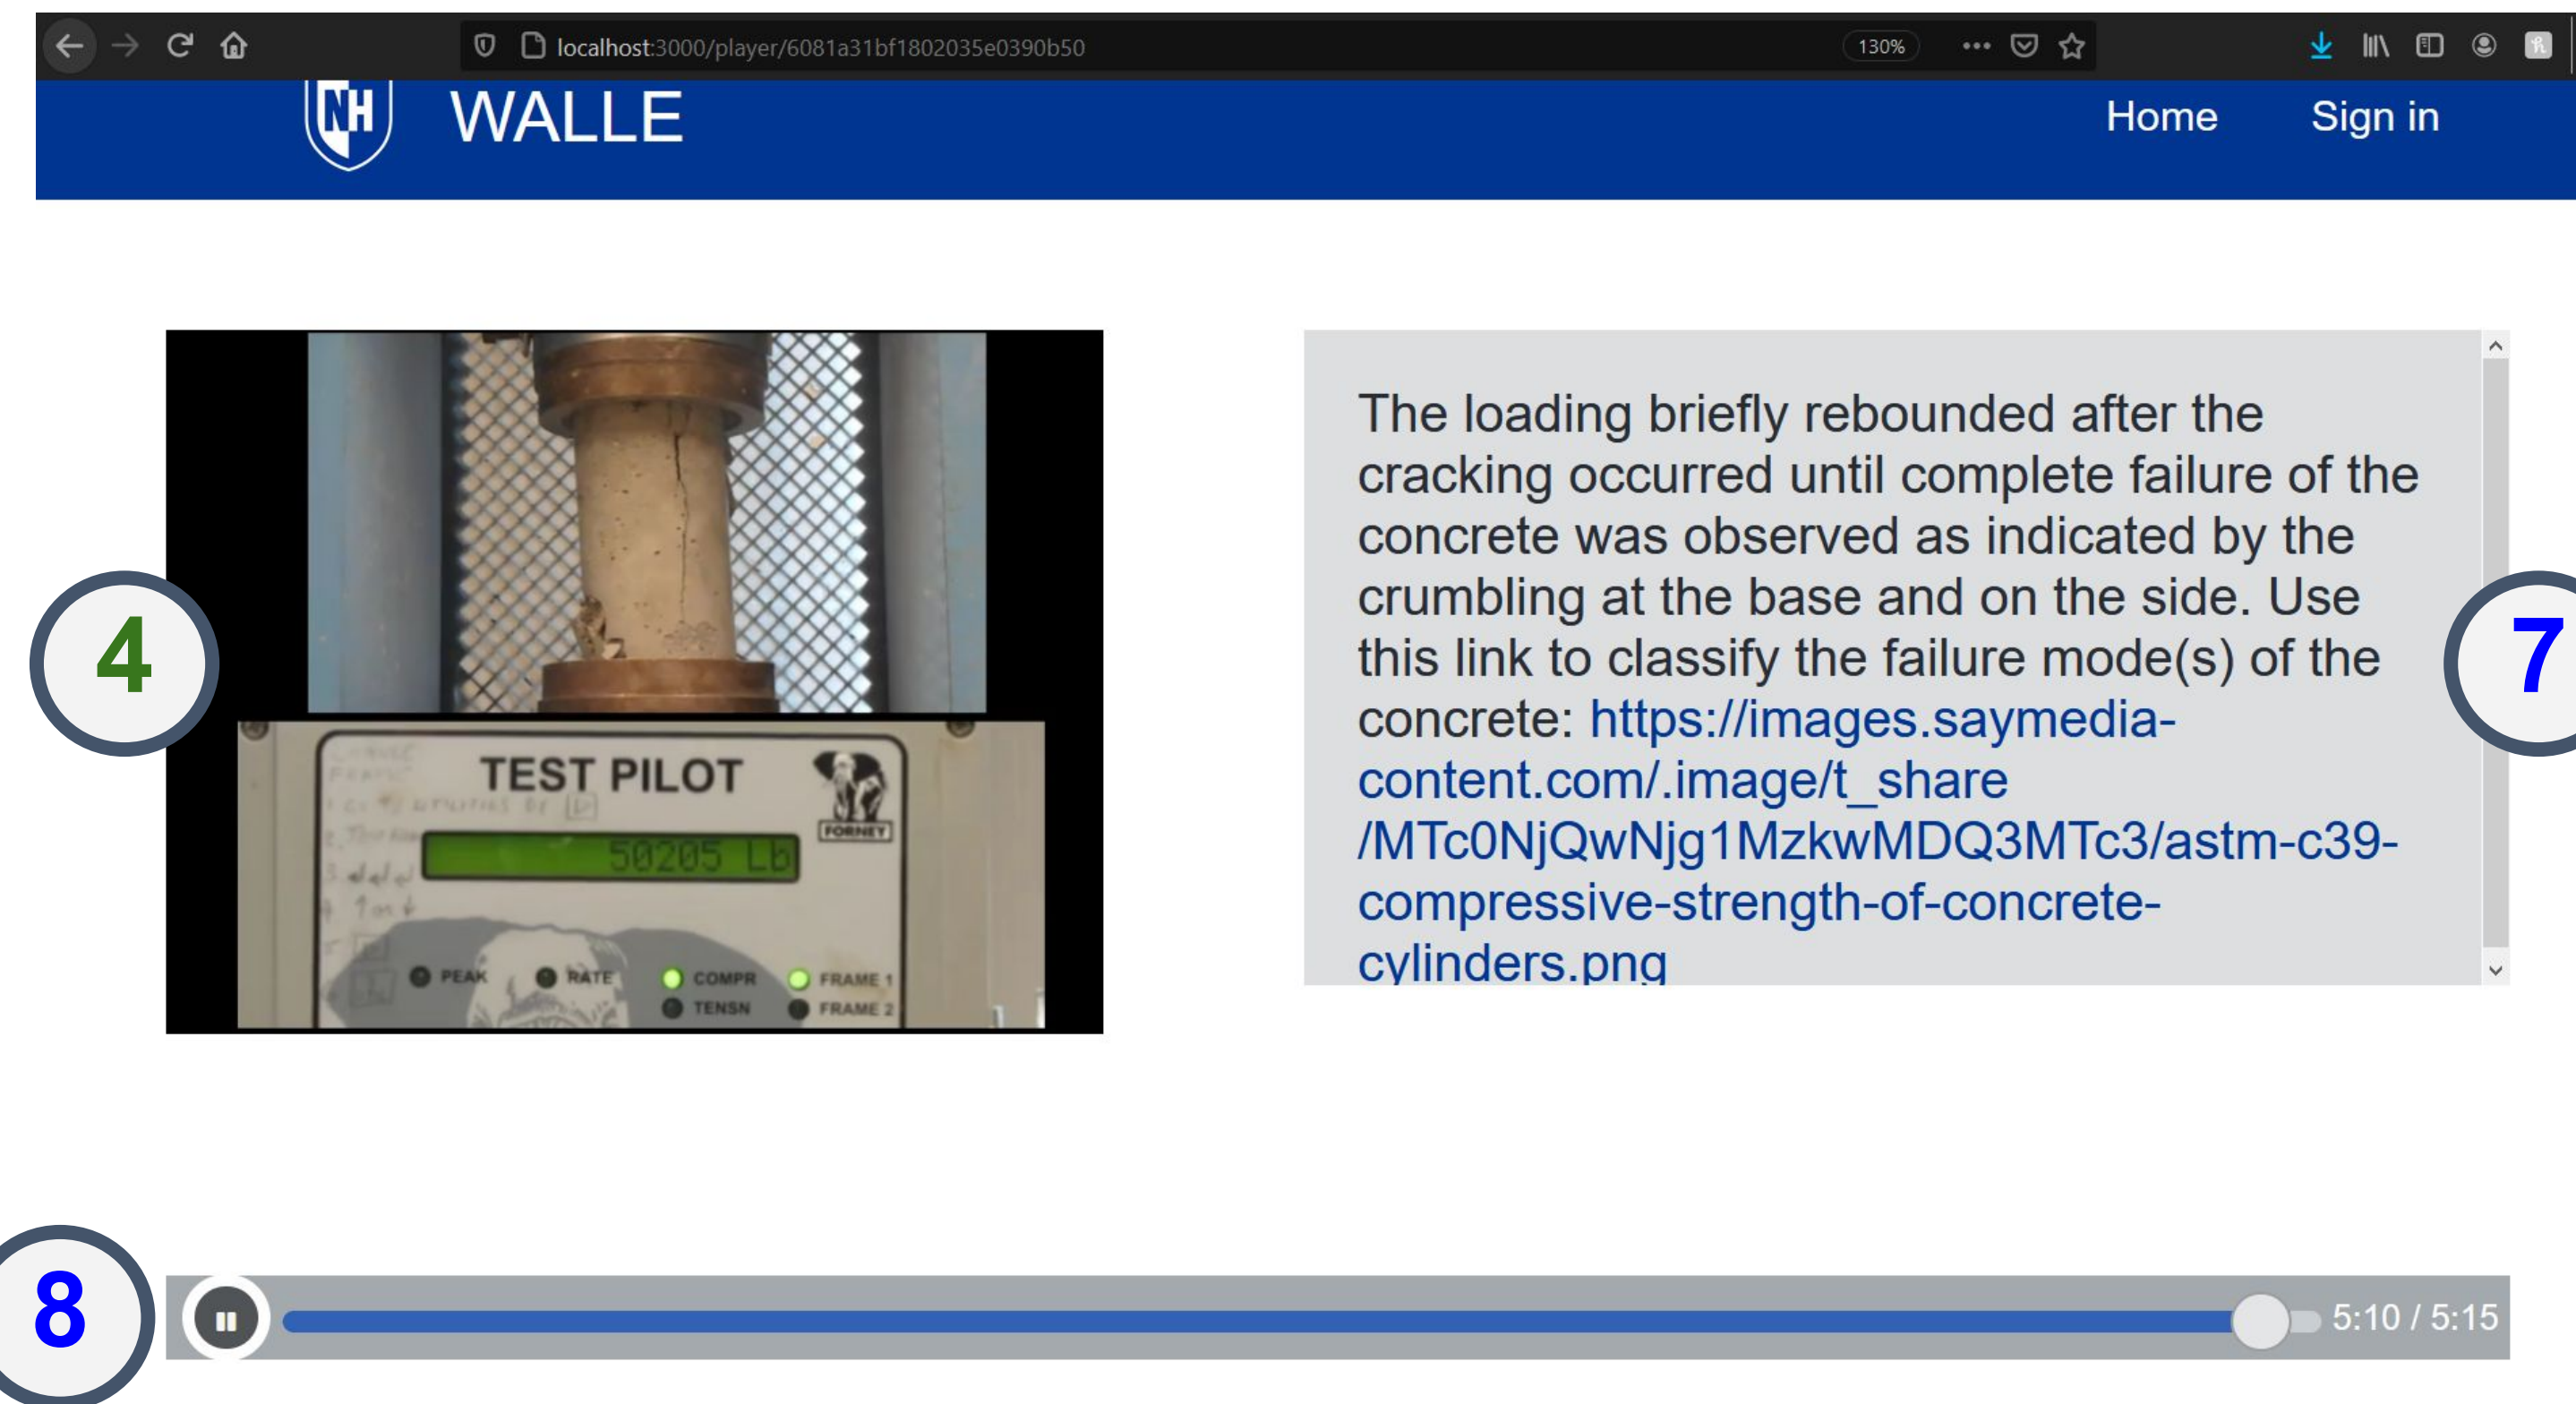 localhost:3000/player/6081a31bf1802035e0390b50
130%
NH
WALLE
Home
Sign in
4
TEST PILOT
FORNEY
50205 Lb
PEAK
RATE
COMPR
FRAME 1
TENSN
FRAME 2
The loading briefly rebounded after the
cracking occurred until complete failure of the
concrete was observed as indicated by the
crumbling at the base and on the side. Use
this link to classify the failure mode(s) of the
concrete: https://images.saymedia-
content.com/.image/t_share
/MTc0NjQwNjg1MzkwMDQ3MTc3/astm-c39-
compressive-strength-of-concrete-
cylinders.png
7
8
5:10 / 5:15